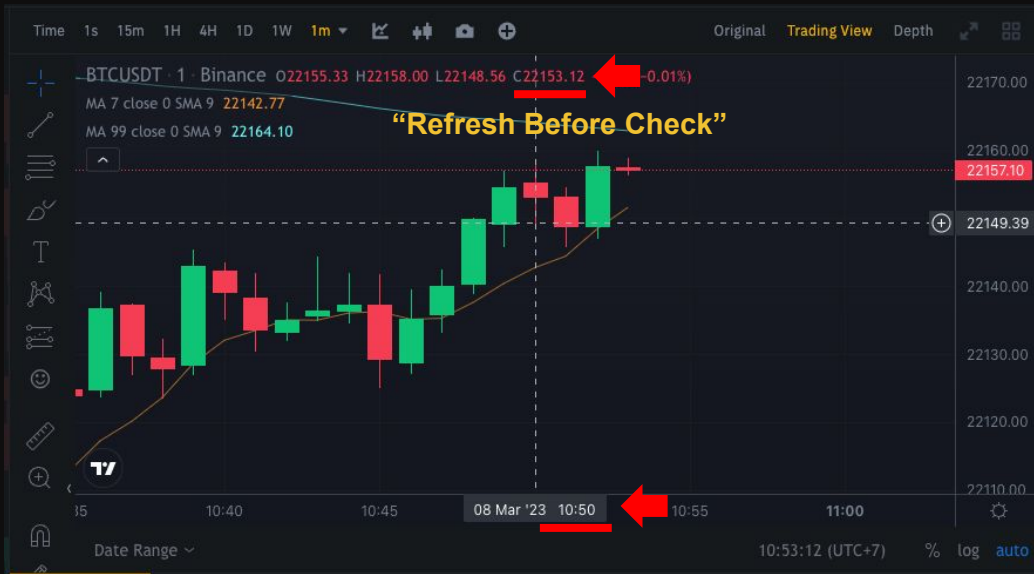 Time 1s 15m 1H 4H 1D 1W 1m Original Trading View Depth
BTCUSDT · 1 · Binance O22155.33 H22158.00 L22148.56 C22153.12 -0.01%)
MA 7 close 0 SMA 9 22142.77
MA 99 close 0 SMA 9 22164.10
“Refresh Before Check”
22170.00
22160.00
22157.10
22149.39
22140.00
22130.00
22120.00
22110.00
10:40 10:45 08 Mar '23 10:50 10:55 11:00
Date Range 10:53:12 (UTC+7) % log auto